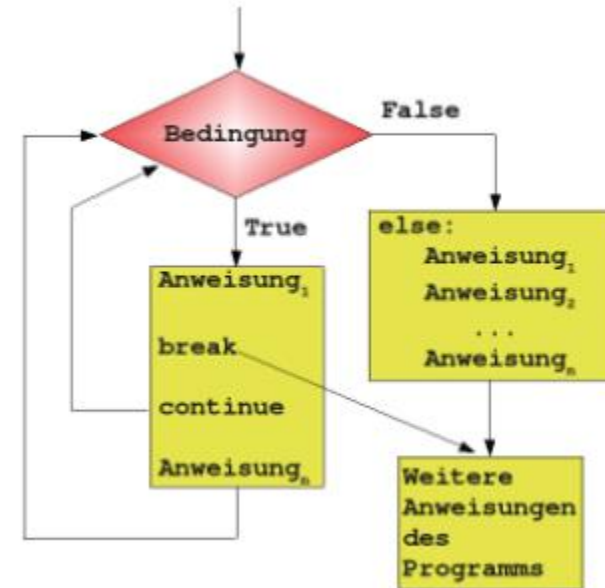 Bedingung
False
True
Anweisung₁
break
continue
Anweisungₙ
else:
Anweisung₁
Anweisung₂
...
Anweisungₙ
Weitere
Anweisungen
des
Programms